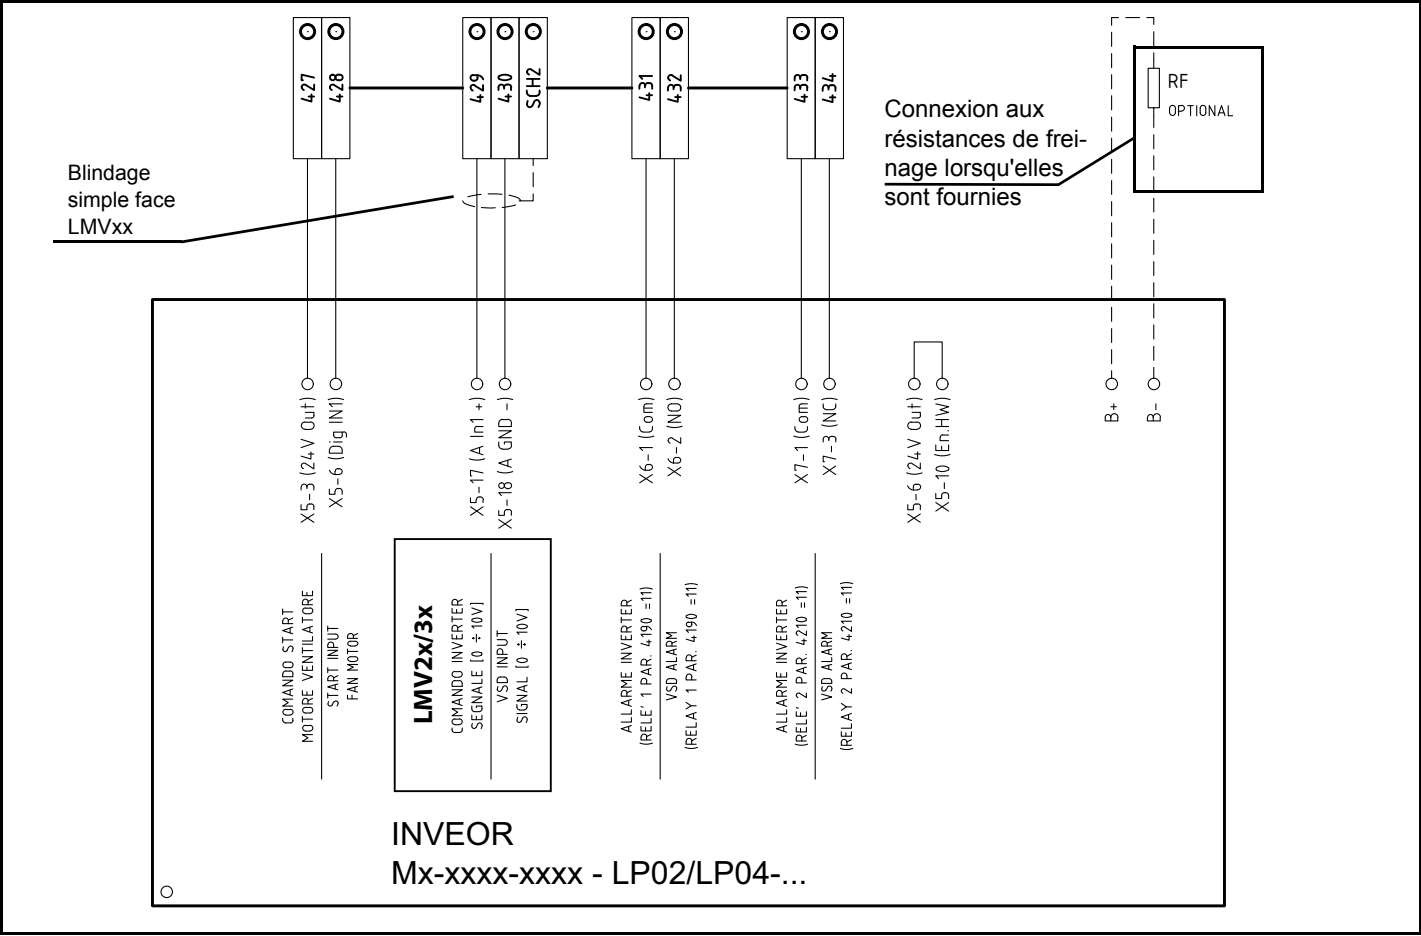 427
428
429
430
SCH2
431
432
433
434
RF
OPTIONAL
Connexion aux
résistances de frei-
nage lorsqu'elles
sont fournies
Blindage
simple face
LMVxx
X5-3 (24V Out)
X5-6 (Dig IN1)
X5-17 (A In1 +)
X5-18 (A GND -)
X6-1 (Com)
X6-2 (NO)
X7-1 (Com)
X7-3 (NC)
X5-6 (24V Out)
X5-10 (En.HW)
B+
B-
COMANDO START
MOTORE VENTILATORE
START INPUT
FAN MOTOR
LMV2x/3x
COMANDO INVERTER
SEGNALE [0 ÷ 10V]
VSD INPUT
SIGNAL [0 ÷ 10V]
ALLARME INVERTER
(RELE' 1 PAR. 4190 =11)
VSD ALARM
(RELAY 1 PAR. 4190 =11)
ALLARME INVERTER
(RELE' 2 PAR. 4210 =11)
VSD ALARM
(RELAY 2 PAR. 4210 =11)
INVEOR
Mx-xxxx-xxxx - LP02/LP04-...